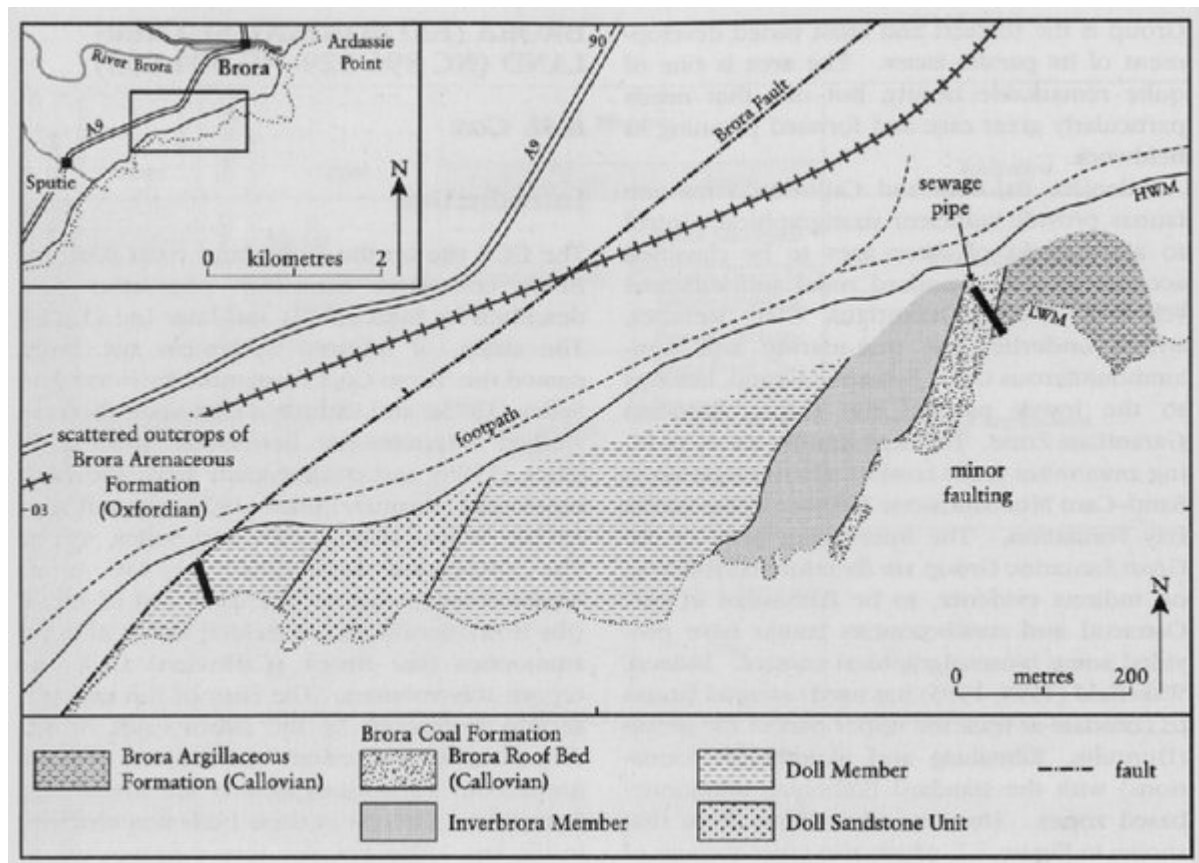 River Brora
Brora
Ardassie
Point
A9
Sputie
N
0 kilometres 2
90
A9
Brora Fault
sewage
pipe
HWM
LWM
footpath
scattered outcrops of
Brora Arenaceous
Formation
(Oxfordian)
03
minor
faulting
N
0 metres 200
Brora Coal Formation
Brora Argillaceous
Formation (Callovian)
Brora Roof Bed
(Callovian)
Inverbrora Member
Doll Member
Doll Sandstone Unit
fault